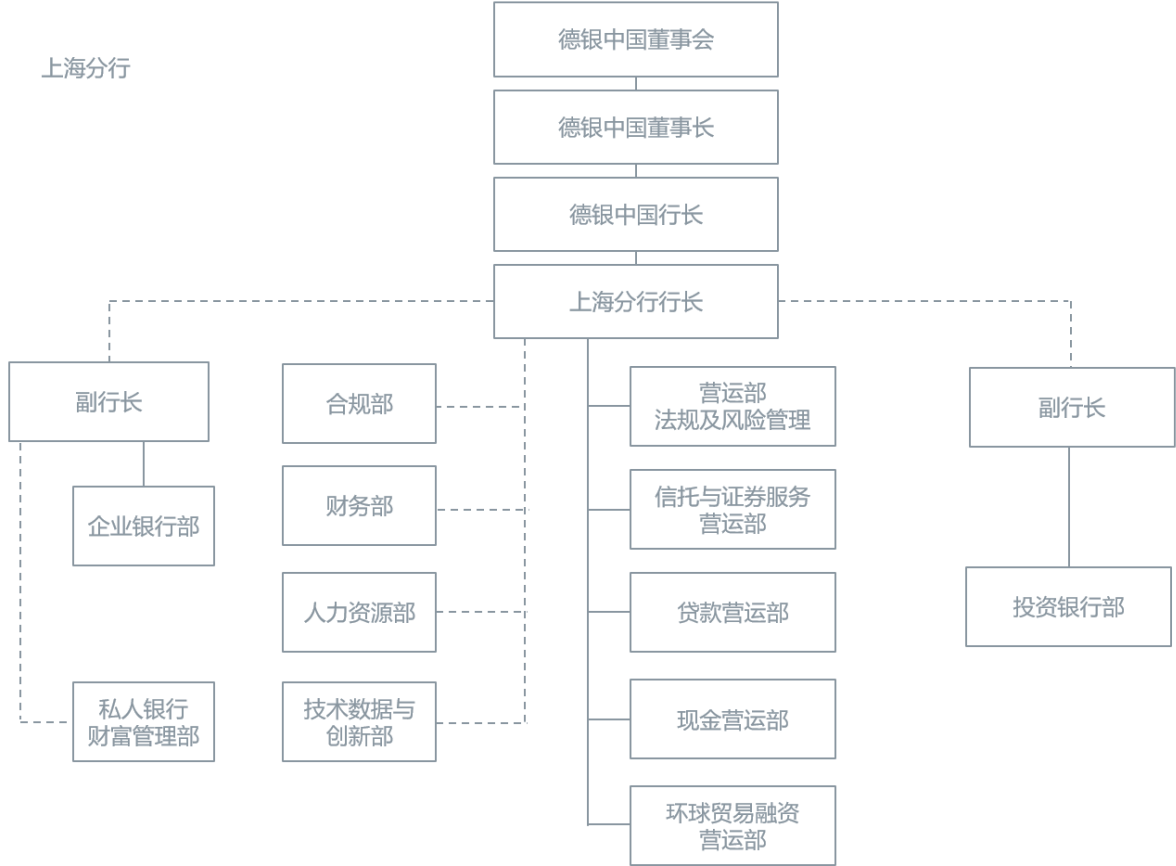 上海分行
德银中国董事会
德银中国董事长
德银中国行长
上海分行行长
副行长
企业银行部
私人银行
财富管理部
合规部
财务部
人力资源部
技术数据与
创新部
营运部
法规及风险管理
信托与证券服务
营运部
贷款营运部
现金营运部
环球贸易融资
营运部
副行长
投资银行部